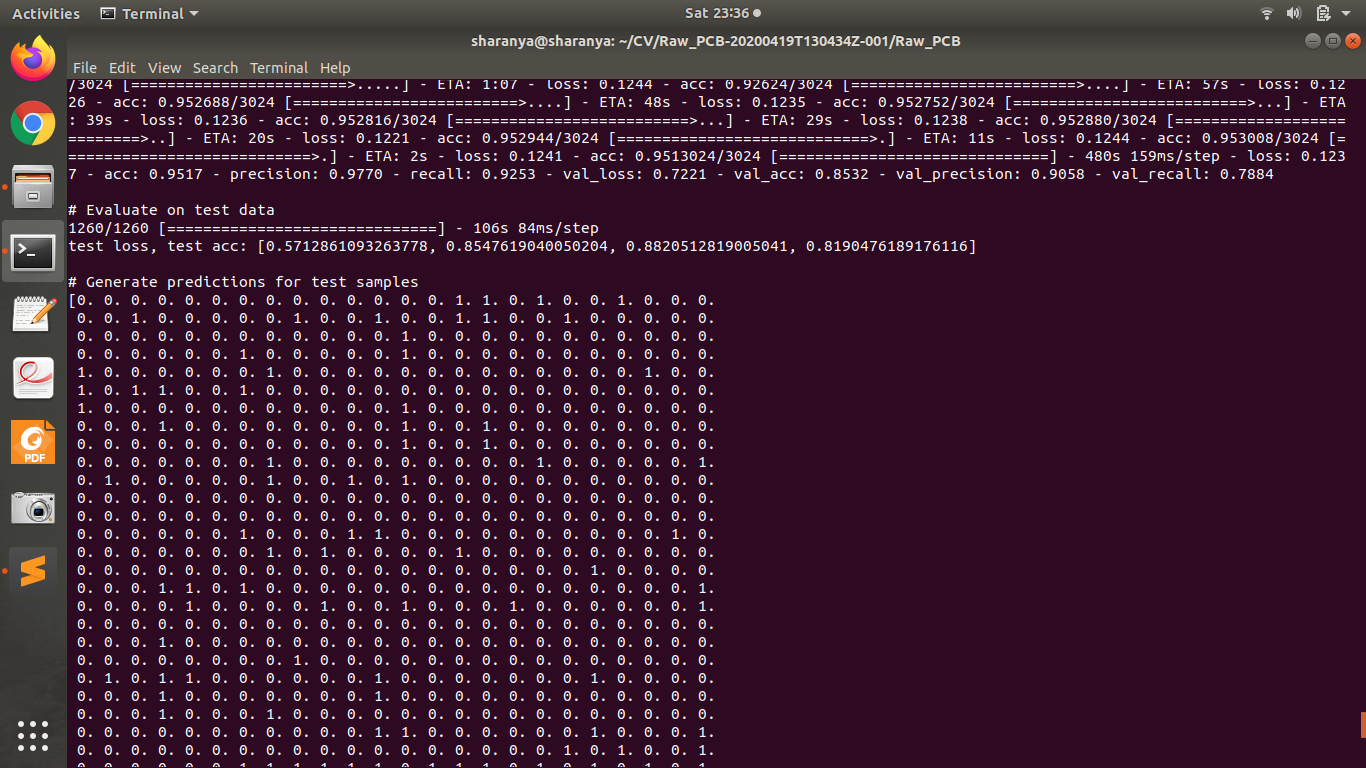 Activities Terminal Sat 23:36
sharanya@sharanya: ~/CV/Raw_PCB-20200419T130434Z-001/Raw_PCB
File Edit View Search Terminal Help
/3024 [========================>.....] - ETA: 1:07 - loss: 0.1244 - acc: 0.92624/3024 [=========================>....] - ETA: 57s - loss: 0.12
26 - acc: 0.952688/3024 [=========================>....] - ETA: 48s - loss: 0.1235 - acc: 0.952752/3024 [==========================>...] - ETA
: 39s - loss: 0.1236 - acc: 0.952816/3024 [==========================>...] - ETA: 29s - loss: 0.1238 - acc: 0.952880/3024 [===================
========>..] - ETA: 20s - loss: 0.1221 - acc: 0.952944/3024 [============================>.] - ETA: 11s - loss: 0.1244 - acc: 0.953008/3024 [=
===========================>.] - ETA: 2s - loss: 0.1241 - acc: 0.9513024/3024 [==============================] - 480s 159ms/step - loss: 0.123
7 - acc: 0.9517 - precision: 0.9770 - recall: 0.9253 - val_loss: 0.7221 - val_acc: 0.8532 - val_precision: 0.9058 - val_recall: 0.7884
# Evaluate on test data
1260/1260 [==============================] - 106s 84ms/step
test loss, test acc: [0.5712861093263778, 0.8547619040050204, 0.8820512819005041, 0.8190476189176116]
# Generate predictions for test samples
[0. 0. 0. 0. 0. 0. 0. 0. 0. 0. 0. 0. 0. 0. 1. 1. 0. 1. 0. 0. 1. 0. 0. 0.
0. 0. 1. 0. 0. 0. 0. 0. 1. 0. 0. 1. 0. 0. 1. 1. 0. 0. 1. 0. 0. 0. 0. 0.
0. 0. 0. 0. 0. 0. 0. 0. 0. 0. 0. 0. 1. 0. 0. 0. 0. 0. 0. 0. 0. 0. 0. 0.
0. 0. 0. 0. 0. 0. 1. 0. 0. 0. 0. 0. 1. 0. 0. 0. 0. 0. 0. 0. 0. 0. 0. 0.
1. 0. 0. 0. 0. 0. 0. 1. 0. 0. 0. 0. 0. 0. 0. 0. 0. 0. 0. 0. 0. 1. 0. 0.
1. 0. 1. 1. 0. 0. 1. 0. 0. 0. 0. 0. 0. 0. 0. 0. 0. 0. 0. 0. 0. 0. 0. 0.
1. 0. 0. 0. 0. 0. 0. 0. 0. 0. 0. 0. 1. 0. 0. 0. 0. 0. 0. 0. 0. 0. 0. 0.
0. 0. 0. 1. 0. 0. 0. 0. 0. 0. 0. 0. 1. 0. 0. 1. 0. 0. 0. 0. 0. 0. 0. 0.
0. 0. 0. 0. 0. 0. 0. 0. 0. 0. 0. 0. 1. 0. 0. 1. 0. 0. 0. 0. 0. 0. 0. 0.
0. 0. 0. 0. 0. 0. 0. 1. 0. 0. 0. 0. 0. 0. 0. 0. 0. 1. 0. 0. 0. 0. 0. 1.
0. 1. 0. 0. 0. 0. 0. 1. 0. 0. 1. 0. 1. 0. 0. 0. 0. 0. 0. 0. 0. 0. 0. 0.
0. 0. 0. 0. 0. 0. 0. 0. 0. 0. 0. 0. 0. 0. 0. 0. 0. 0. 0. 0. 0. 0. 0. 0.
0. 0. 0. 0. 0. 0. 0. 0. 0. 0. 0. 0. 0. 0. 0. 0. 0. 0. 0. 0. 0. 0. 0. 0.
0. 0. 0. 0. 0. 0. 1. 0. 0. 0. 1. 1. 0. 0. 0. 0. 0. 0. 0. 0. 0. 0. 1. 0.
0. 0. 0. 0. 0. 0. 0. 1. 0. 1. 0. 0. 0. 0. 1. 0. 0. 0. 0. 0. 0. 0. 0. 0.
0. 0. 0. 0. 0. 0. 0. 0. 0. 0. 0. 0. 0. 0. 0. 0. 0. 0. 0. 1. 0. 0. 0. 0.
0. 0. 0. 1. 1. 0. 1. 0. 0. 0. 0. 0. 0. 0. 0. 0. 0. 0. 0. 0. 0. 0. 0. 1.
0. 0. 0. 0. 1. 0. 0. 0. 0. 1. 0. 0. 1. 0. 0. 0. 1. 0. 0. 0. 0. 0. 0. 1.
0. 0. 0. 0. 0. 0. 0. 0. 0. 0. 0. 0. 0. 0. 0. 0. 0. 0. 0. 0. 0. 0. 0. 0.
0. 0. 0. 1. 0. 0. 0. 0. 0. 0. 0. 0. 0. 0. 0. 0. 0. 0. 0. 0. 0. 0. 0. 0.
0. 0. 0. 0. 0. 0. 0. 0. 1. 0. 0. 0. 0. 0. 0. 0. 0. 0. 0. 0. 0. 0. 0. 0.
0. 1. 0. 1. 1. 0. 0. 0. 0. 0. 0. 1. 0. 0. 0. 0. 0. 0. 0. 1. 0. 0. 0. 0.
0. 0. 0. 1. 0. 0. 0. 0. 0. 0. 0. 1. 0. 0. 0. 0. 0. 0. 0. 0. 0. 0. 0. 0.
0. 0. 0. 1. 0. 0. 0. 1. 0. 0. 0. 0. 0. 0. 0. 0. 0. 0. 0. 0. 0. 0. 0. 0.
0. 0. 0. 0. 0. 0. 0. 0. 0. 0. 0. 1. 1. 0. 0. 0. 0. 0. 0. 1. 0. 0. 0. 1.
0. 0. 0. 0. 0. 0. 0. 0. 0. 0. 0. 0. 0. 0. 0. 0. 0. 0. 1. 0. 1. 0. 0. 1.
PDF